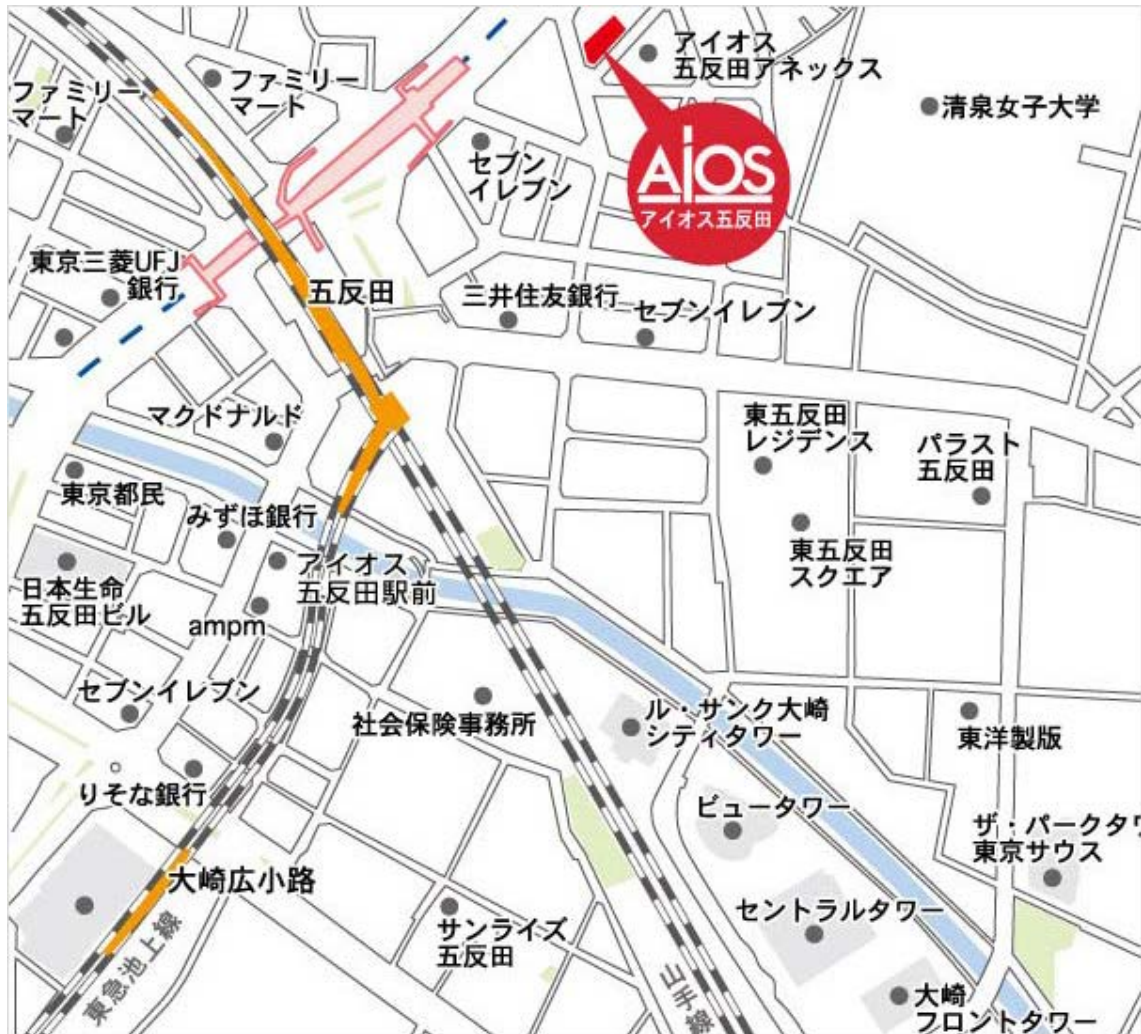 アイオス
五反田アネックス
ファミリー
マート
ファミリー
マート
清泉女子大学
セブン
イレブン
AIOS
アイオス五反田
東京三菱UFJ
銀行
五反田
三井住友銀行
セブンイレブン
マクドナルド
東五反田
レジデンス
パラスト
五反田
東京都民
みずほ銀行
東五反田
スクエア
アイオス
五反田駅前
日本生命
五反田ビル
ampm
セブンイレブン
社会保険事務所
ル・サンク大崎
シティタワー
東洋製版
りそな銀行
ビュータワー
ザ・パークタワ
東京サウス
大崎広小路
セントラルタワー
サンライズ
五反田
東急池上線
山手線
大崎
フロントタワー